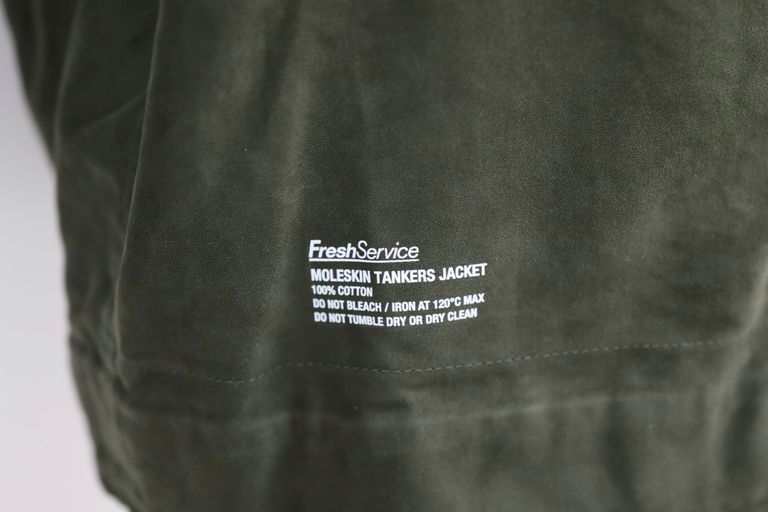 FreshService
MOLESKIN TANKERS JACKET
100% COTTON
DO NOT BLEACH / IRON AT 120°C MAX
DO NOT TUMBLE DRY OR DRY CLEAN